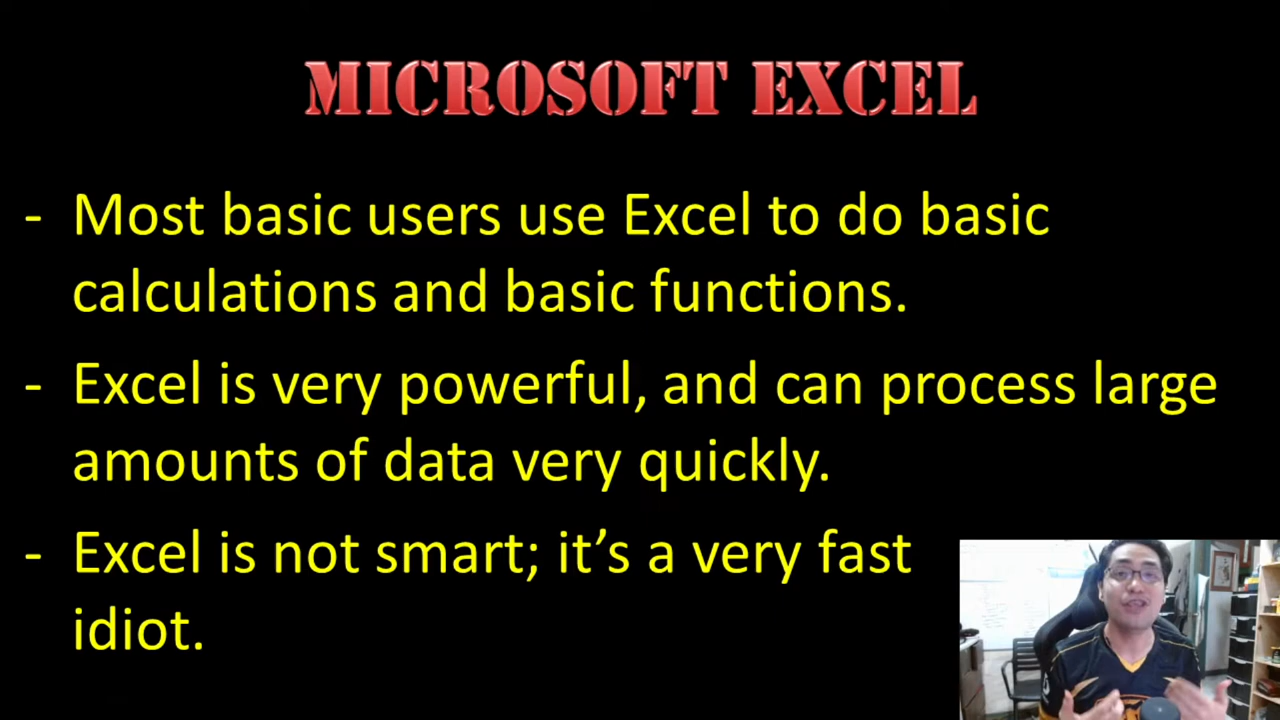 MICROSOFT EXCEL
- Most basic users use Excel to do basic
calculations and basic functions.
- Excel is very powerful, and can process large
amounts of data very quickly.
- Excel is not smart; it’s a very fast
idiot.